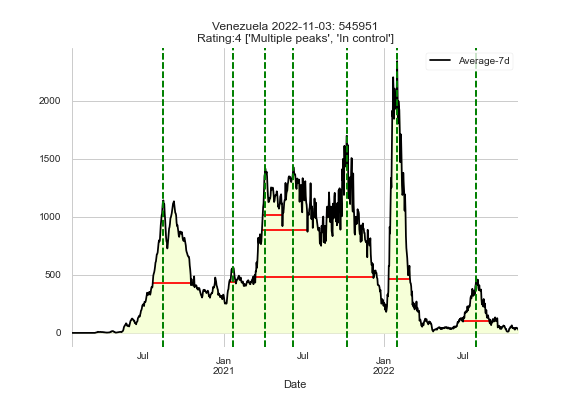 Venezuela 2022-11-03: 545951
Rating:4 ['Multiple peaks', 'In control']
Average-7d
2000
1500
1000
500
0
Jul
Jan
2021
Jul
Jan
2022
Jul
Date